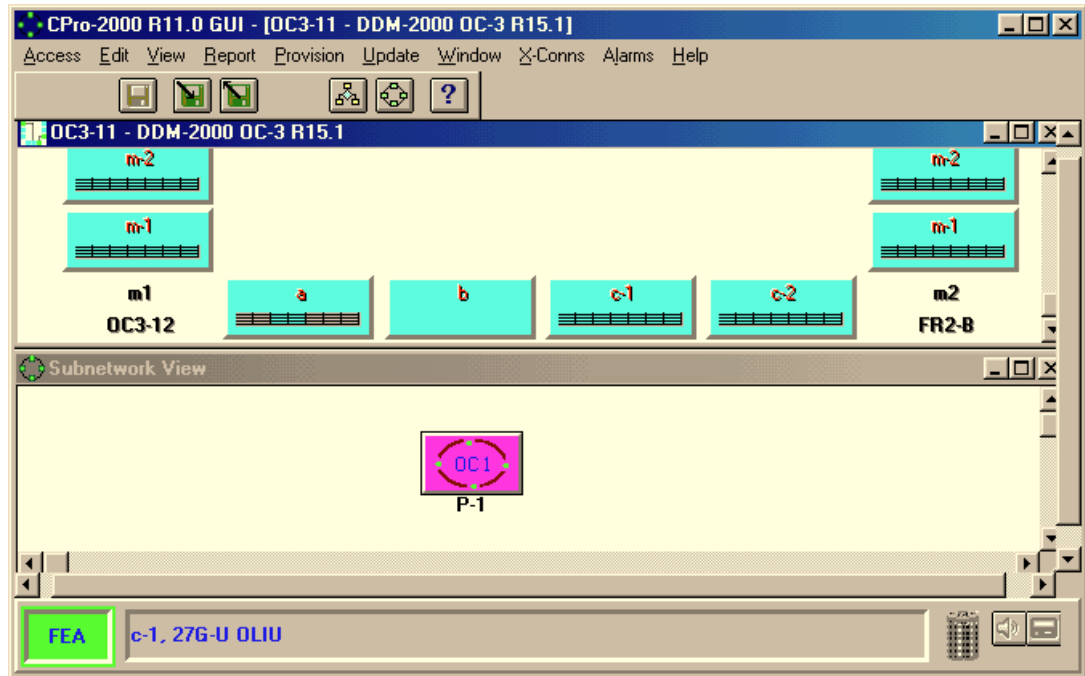 CPro-2000 R11.0 GUI - [OC3-11 - DDM-2000 OC-3 R15.1]
Access Edit View Report Provision Update Window X-Conns Alarms Help
?
OC3-11 - DDM-2000 OC-3 R15.1
m-2 m-2
m-1 m-1
m1 a b c-1 c-2 m2
OC3-12 FR2-B
Subnetwork View
OC1
P-1
FEA c-1, 27G-U OLIU